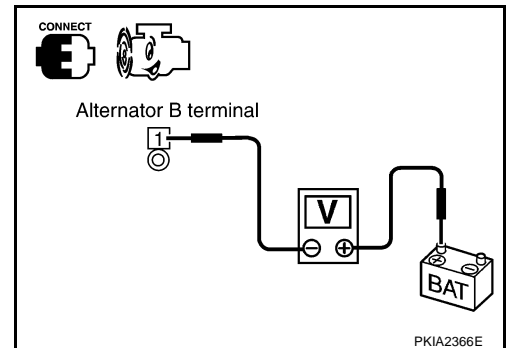 CONNECT
Alternator B terminal
1
V
− +
+ −
BAT
PKIA2366E